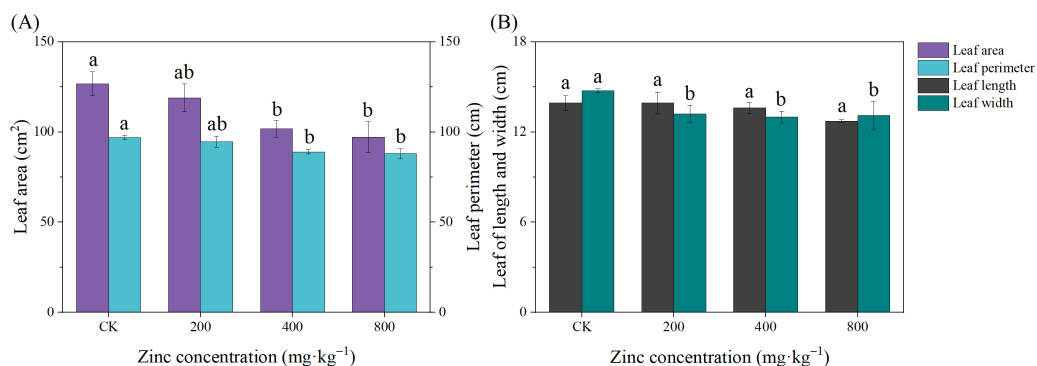 (A)
Leaf area (cm²)
150
100
50
0
a
a
ab
ab
b
b
b
b
150
100
50
0
Leaf perimeter (cm)
CK
200
400
800
Zinc concentration (mg·kg⁻¹)
(B)
Leaf of length and width (cm)
18
12
6
0
a
a
a
b
a
b
a
b
CK
200
400
800
Zinc concentration (mg·kg⁻¹)
Leaf area
Leaf perimeter
Leaf length
Leaf width